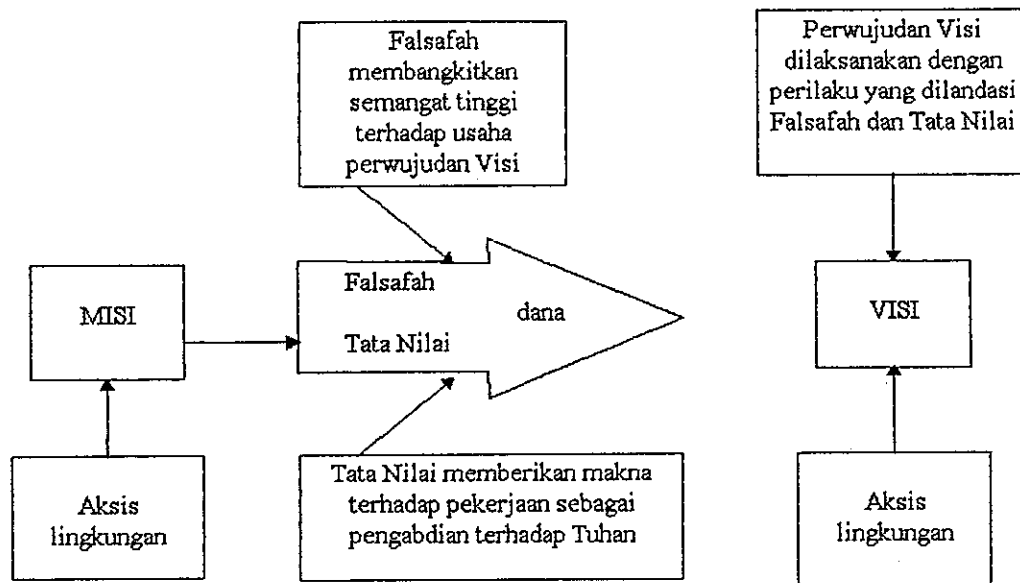 Falsafah
membangkitkan
semangat tinggi
terhadap usaha
perwujudan Visi
Perwujudan Visi
dilaksanakan dengan
perilaku yang dilandasi
Falsafah dan Tata Nilai
MISI
Falsafah
dana
Tata Nilai
VISI
Aksis
lingkungan
Tata Nilai memberikan makna
terhadap pekerjaan sebagai
pengabdian terhadap Tuhan
Aksis
lingkungan